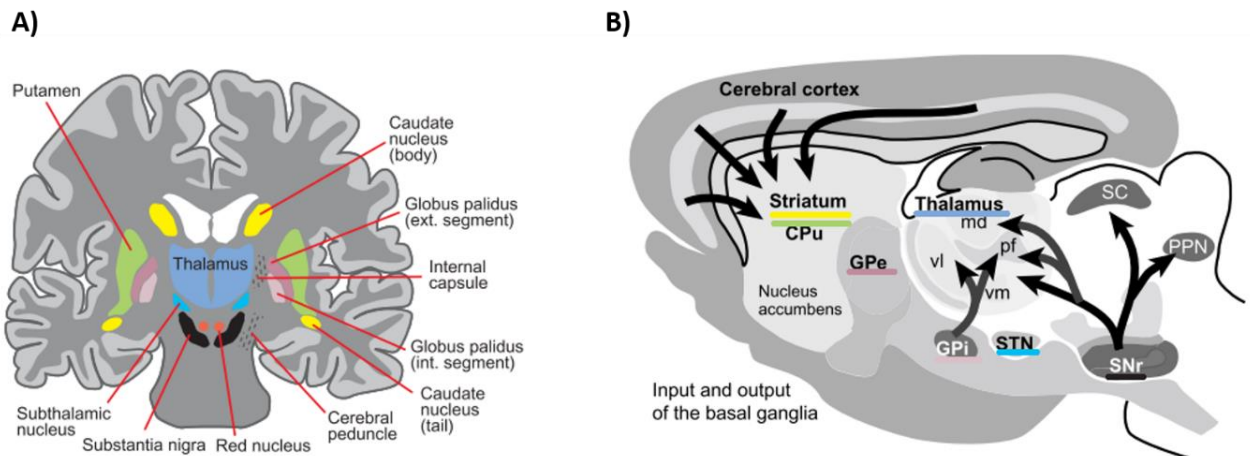 A)
Putamen
Caudate
nucleus
(body)
Globus palidus
(ext. segment)
Thalamus
Internal
capsule
Globus palidus
(int. segment)
Caudate
nucleus
(tail)
Subthalamic
nucleus
Substantia nigra
Red nucleus
Cerebral
peduncle
B)
Cerebral cortex
Striatum
CPu
Thalamus
md
SC
PPN
pf
vl
GPe
vm
Nucleus
accumbens
GPi
STN
SNr
Input and output
of the basal ganglia